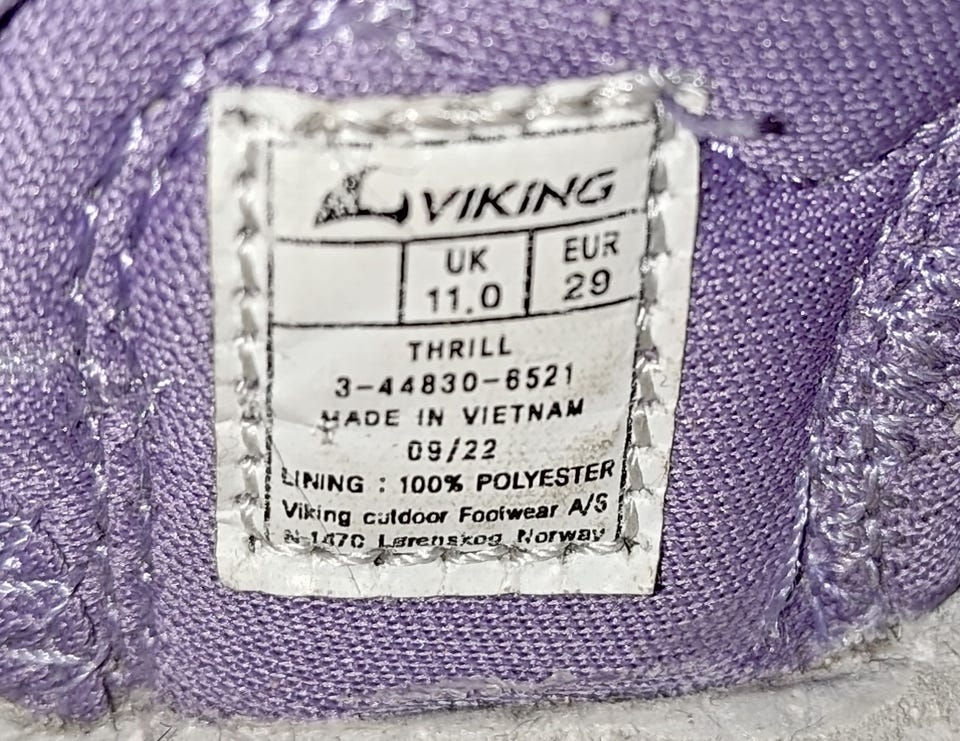 VIKING
UK EUR
11.0 29
THRILL
3-44830-6521
MADE IN VIETNAM
09/22
LINING : 100% POLYESTER
Viking outdoor Footwear A/S
N-1470 Lørenskog Norway